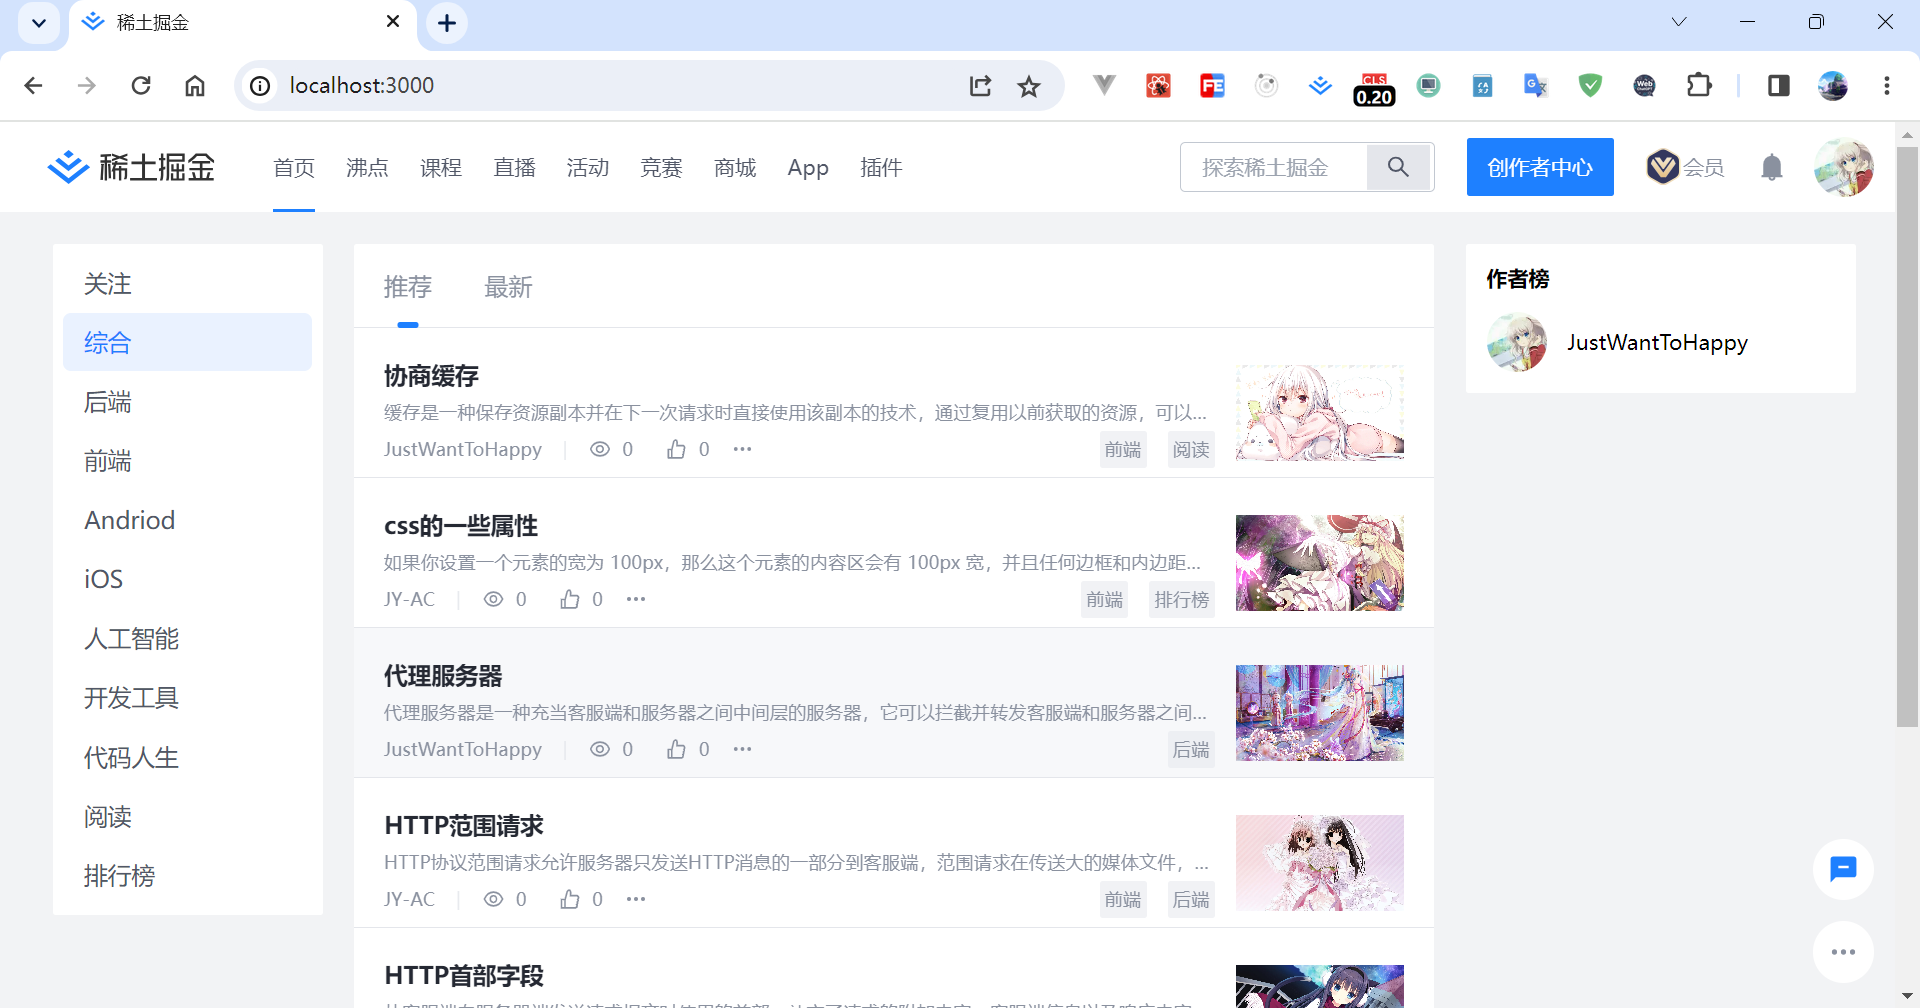 稀土掘金
localhost:3000
FE
CLS
0.20
稀土掘金
首页 沸点 课程 直播 活动 竞赛 商城 App 插件
探索稀土掘金
创作者中心
会员
关注
综合
后端
前端
Andriod
iOS
人工智能
开发工具
代码人生
阅读
排行榜
推荐 最新
协商缓存
缓存是一种保存资源副本并在下一次请求时直接使用该副本的技术，通过复用以前获取的资源，可以...
JustWantToHappy 0 0 ... 前端 阅读
css的一些属性
如果你设置一个元素的宽为 100px，那么这个元素的内容区会有 100px 宽，并且任何边框和内边距...
JY-AC 0 0 ... 前端 排行榜
代理服务器
代理服务器是一种充当客服端和服务器之间中间层的服务器，它可以拦截并转发客服端和服务器之间...
JustWantToHappy 0 0 ... 后端
HTTP范围请求
HTTP协议范围请求允许服务器只发送HTTP消息的一部分到客服端，范围请求在传送大的媒体文件，...
JY-AC 0 0 ... 前端 后端
HTTP首部字段
作者榜
JustWantToHappy